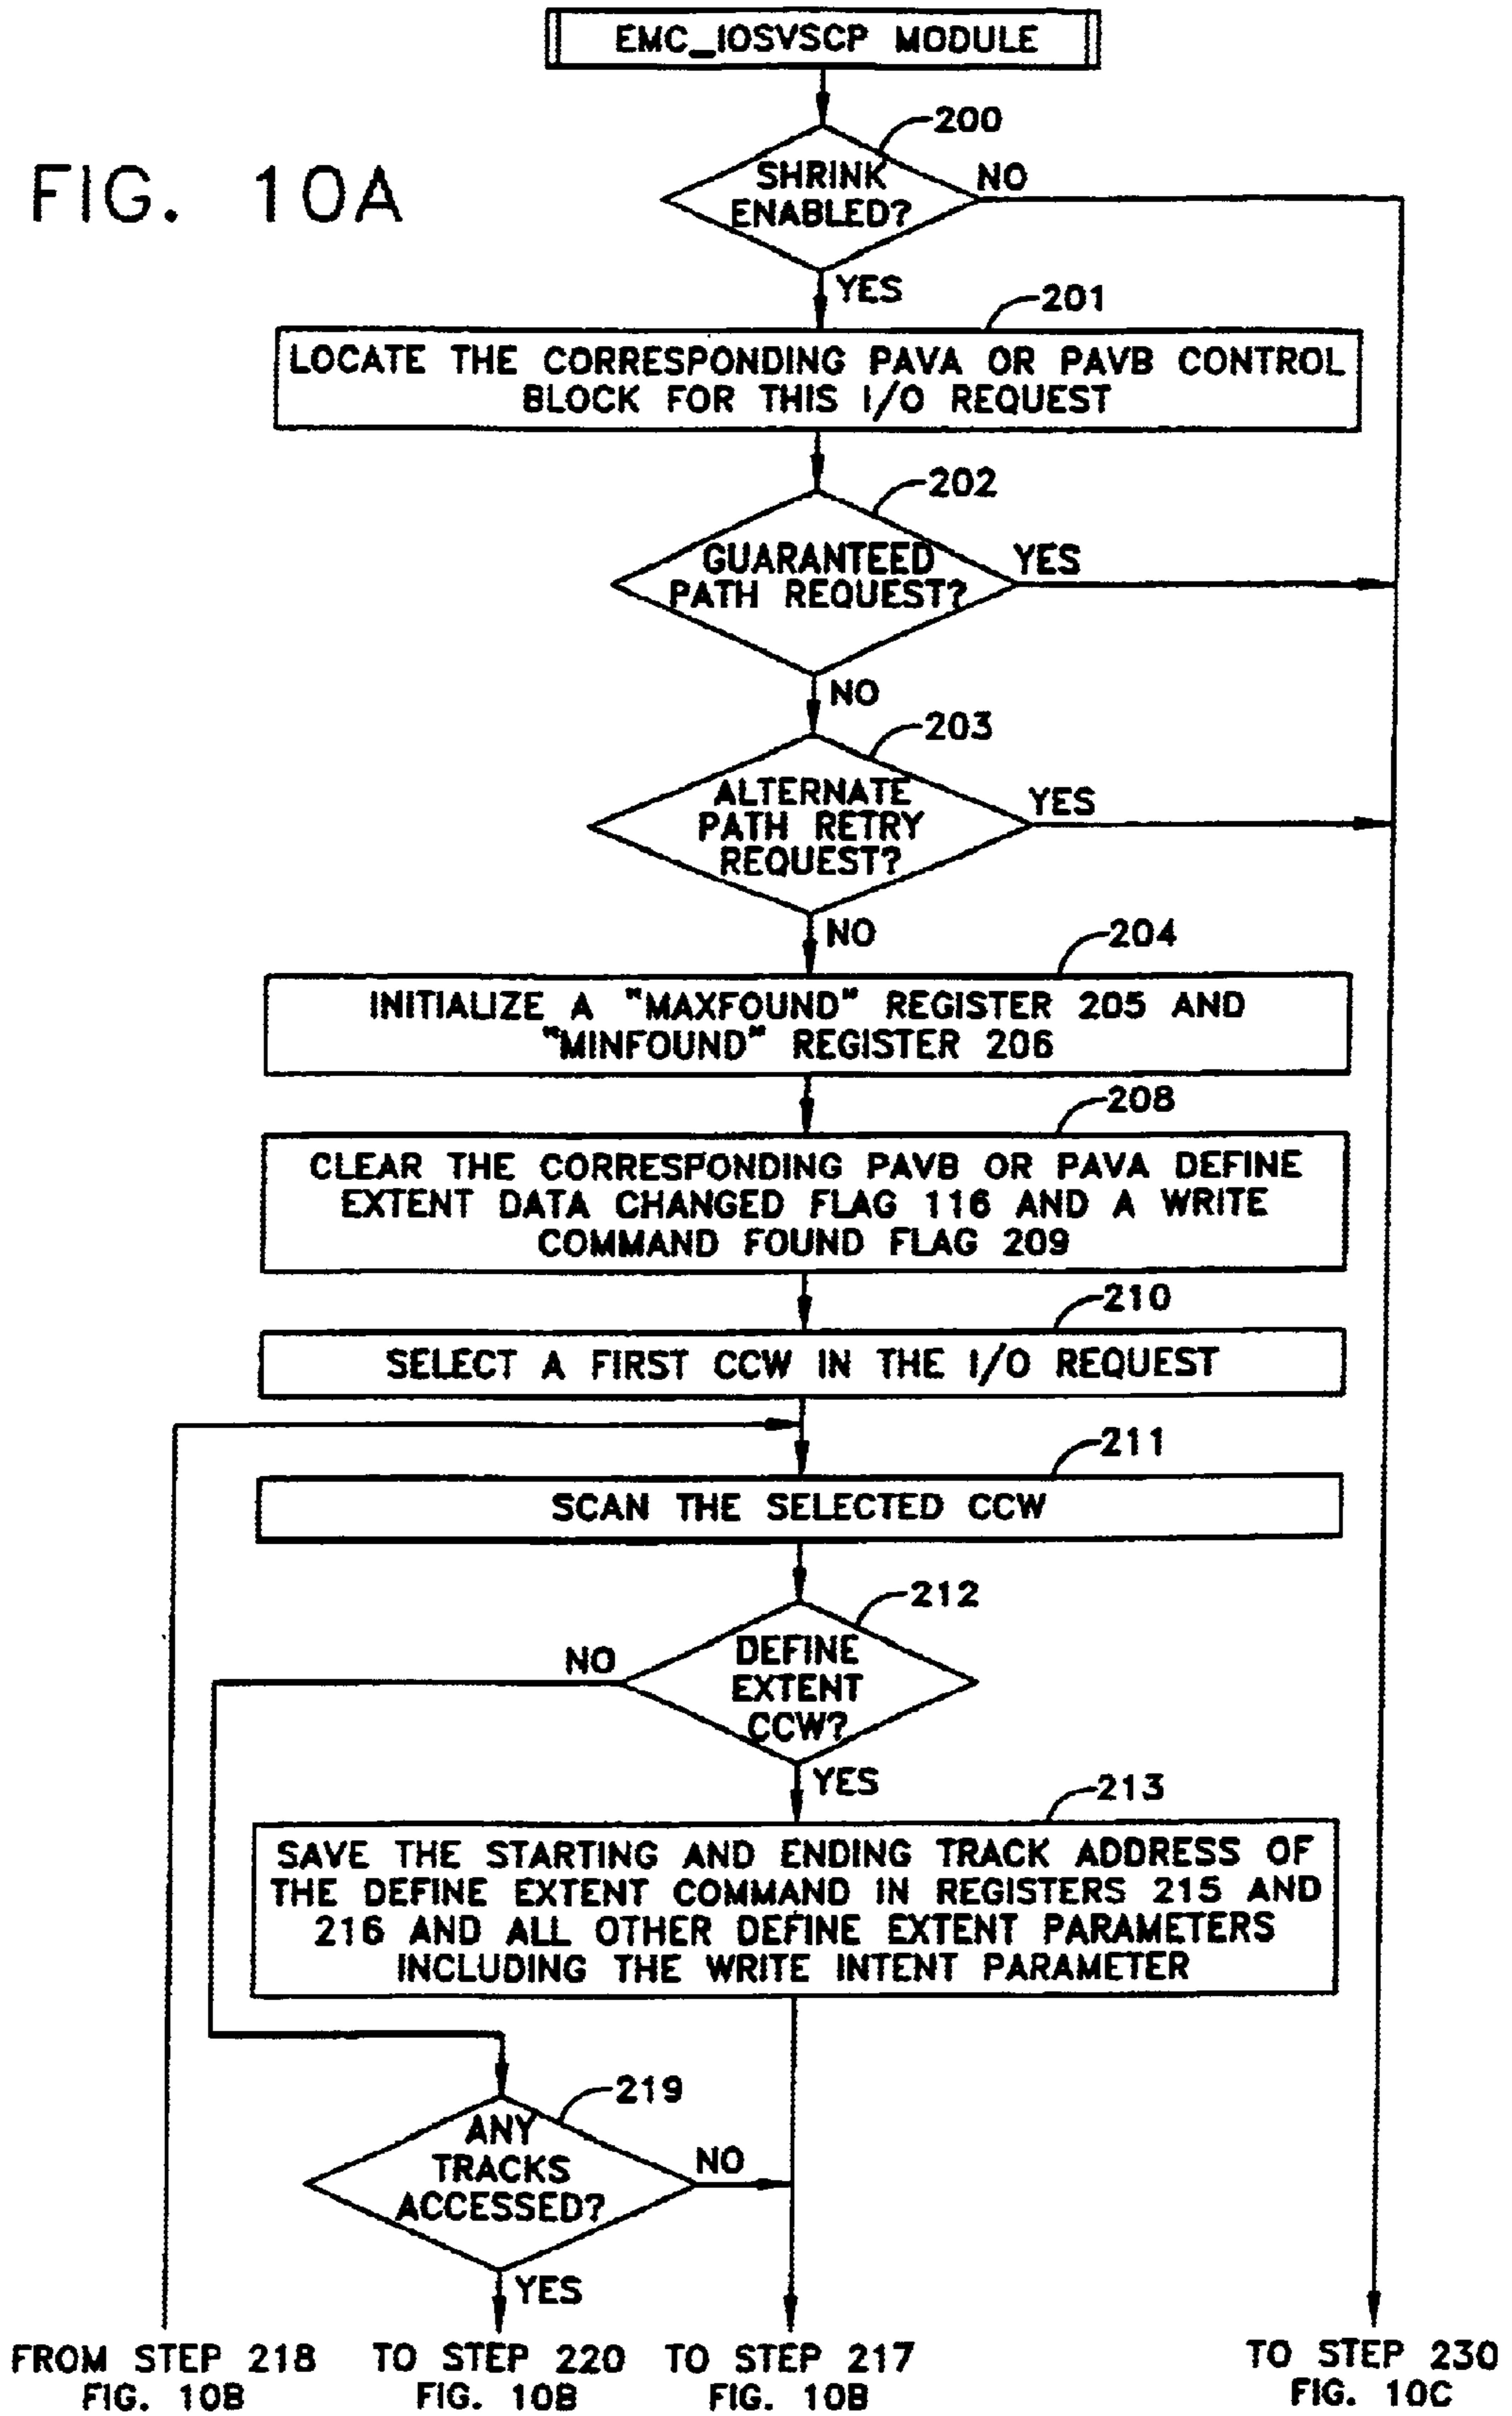 EMC_IOSVSCP MODULE
FIG. 10A
200
SHRINK
ENABLED?
NO
YES
201
LOCATE THE CORRESPONDING PAVA OR PAVB CONTROL
BLOCK FOR THIS I/O REQUEST
202
GUARANTEED
PATH REQUEST?
YES
NO
203
ALTERNATE
PATH RETRY
REQUEST?
YES
NO
204
INITIALIZE A "MAXFOUND" REGISTER 205 AND
"MINFOUND" REGISTER 206
208
CLEAR THE CORRESPONDING PAVB OR PAVA DEFINE
EXTENT DATA CHANGED FLAG 116 AND A WRITE
COMMAND FOUND FLAG 209
210
SELECT A FIRST CCW IN THE I/O REQUEST
211
SCAN THE SELECTED CCW
212
DEFINE
EXTENT
CCW?
NO
YES
213
SAVE THE STARTING AND ENDING TRACK ADDRESS OF
THE DEFINE EXTENT COMMAND IN REGISTERS 215 AND
216 AND ALL OTHER DEFINE EXTENT PARAMETERS
INCLUDING THE WRITE INTENT PARAMETER
219
ANY
TRACKS
ACCESSED?
NO
YES
FROM STEP 218
FIG. 10B
TO STEP 220
FIG. 10B
TO STEP 217
FIG. 10B
TO STEP 230
FIG. 10C